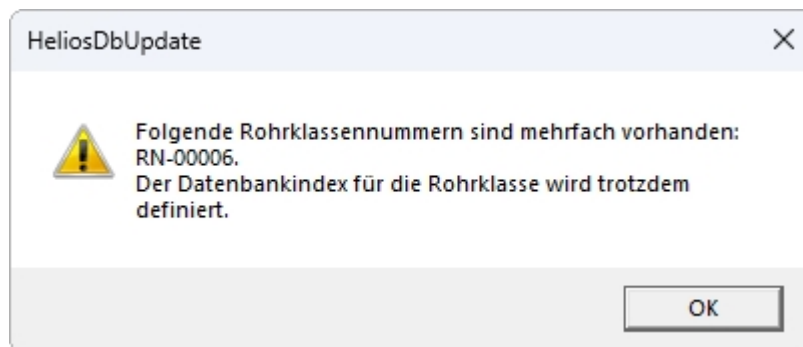 HeliosDbUpdate
Folgende Rohrklassennummern sind mehrfach vorhanden:
RN-00006.
Der Datenbankindex für die Rohrklasse wird trotzdem
definiert.
OK